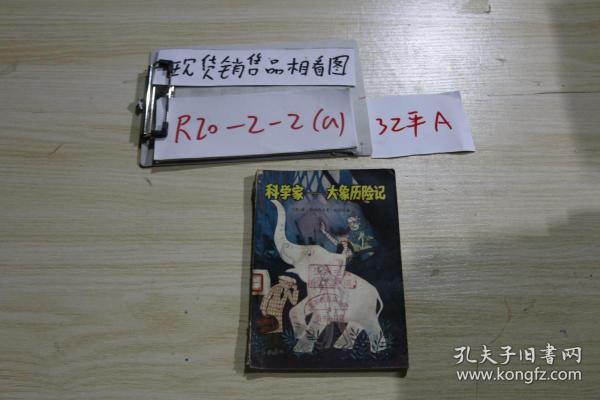 现货销售品相看图
R20-2-2(a)
32平A
科学家——大象历险记
孔夫子旧书网
www.kongfz.com